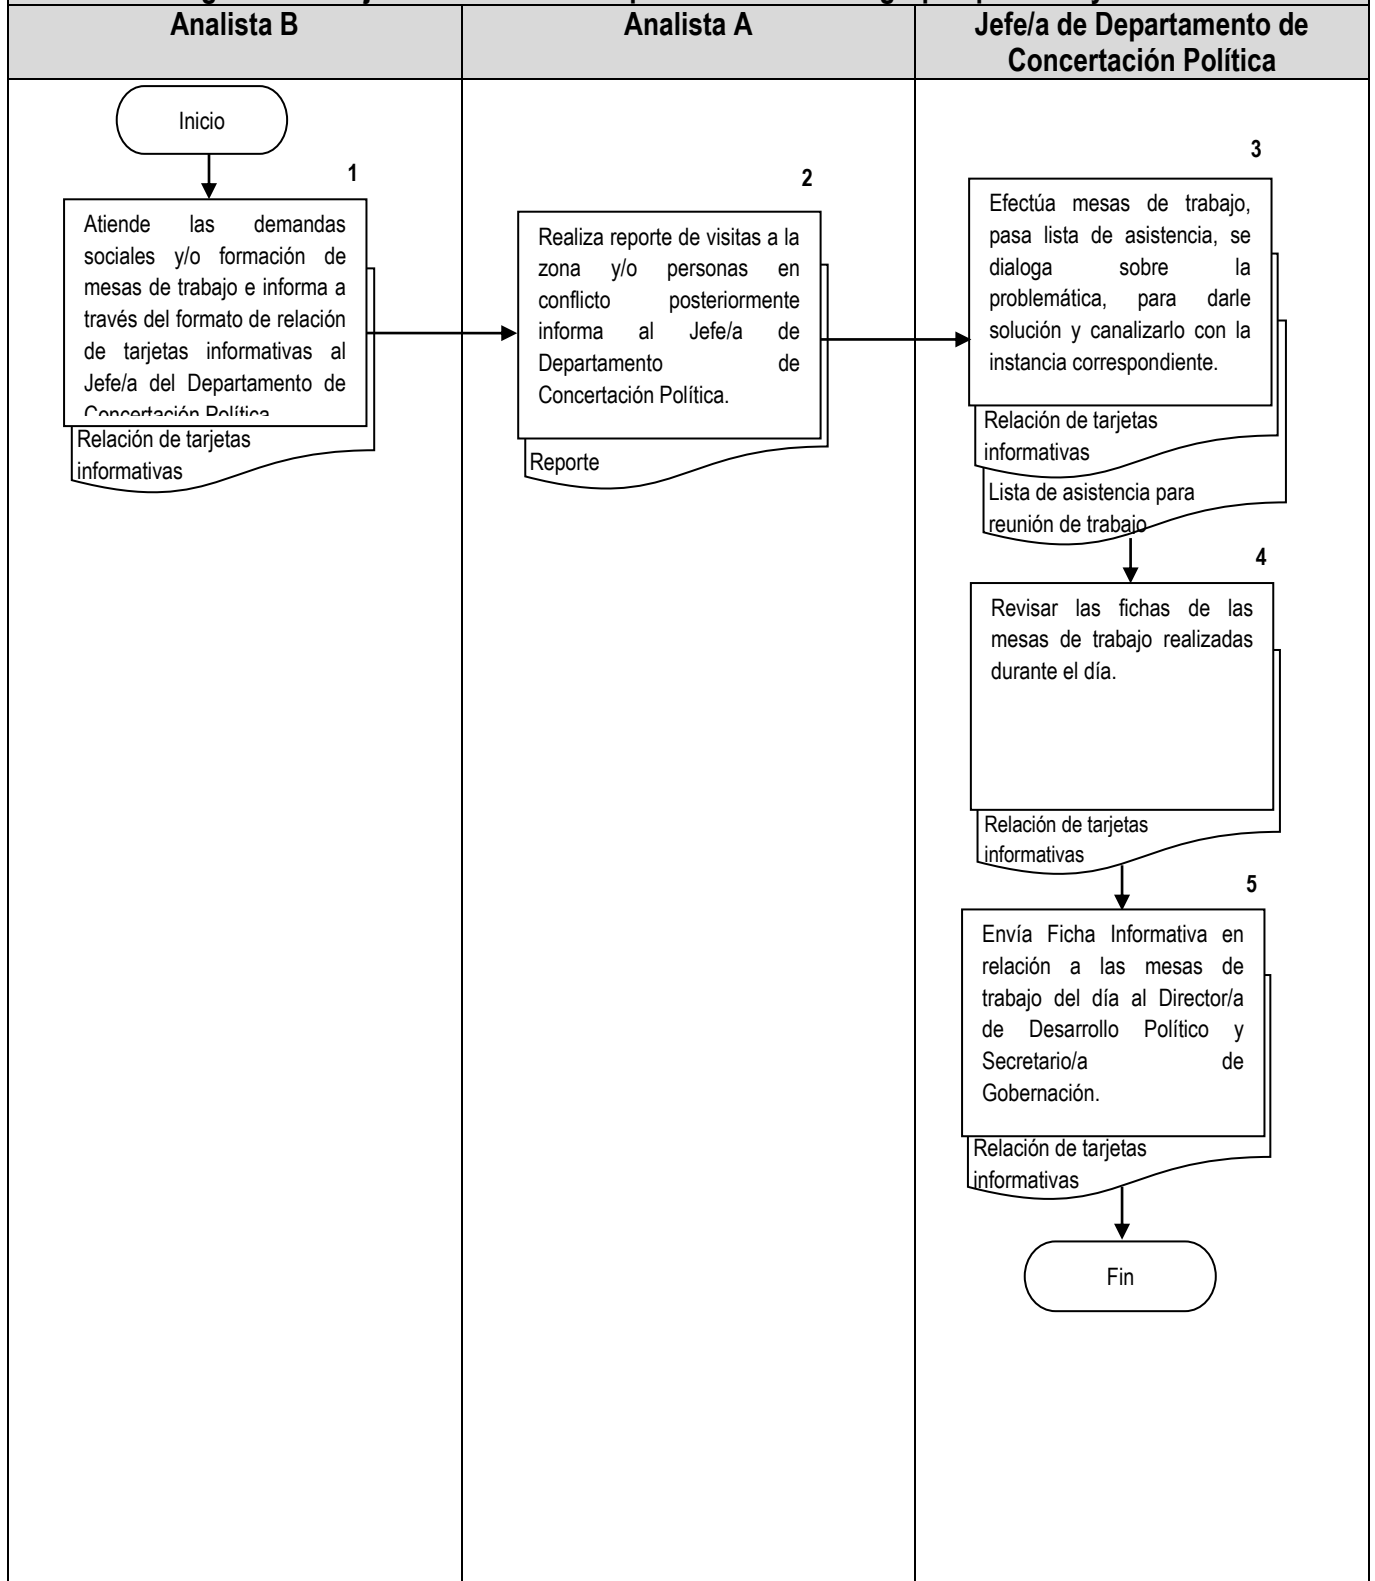 Analista B
Analista A
Jefe/a de Departamento de
Concertación Política
Inicio
1
Atiende las demandas
sociales y/o formación de
mesas de trabajo e informa a
través del formato de relación
de tarjetas informativas al
Jefe/a del Departamento de
Concertación Política
Relación de tarjetas
informativas
2
Realiza reporte de visitas a la
zona y/o personas en
conflicto posteriormente
informa al Jefe/a de
Departamento de
Concertación Política.
Reporte
3
Efectúa mesas de trabajo,
pasa lista de asistencia, se
dialoga sobre la
problemática, para darle
solución y canalizarlo con la
instancia correspondiente.
Relación de tarjetas
informativas
Lista de asistencia para
reunión de trabajo
4
Revisar las fichas de las
mesas de trabajo realizadas
durante el día.
Relación de tarjetas
informativas
5
Envía Ficha Informativa en
relación a las mesas de
trabajo del día al Director/a
de Desarrollo Político y
Secretario/a de
Gobernación.
Relación de tarjetas
informativas
Fin